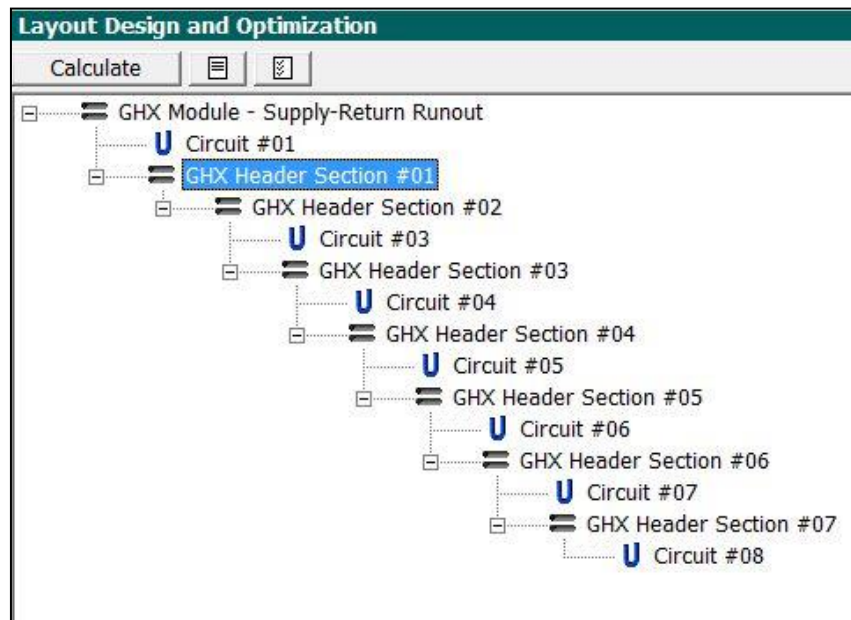 Layout Design and Optimization
Calculate
GHX Module - Supply-Return Runout
Circuit #01
GHX Header Section #01
GHX Header Section #02
Circuit #03
GHX Header Section #03
Circuit #04
GHX Header Section #04
Circuit #05
GHX Header Section #05
Circuit #06
GHX Header Section #06
Circuit #07
GHX Header Section #07
Circuit #08